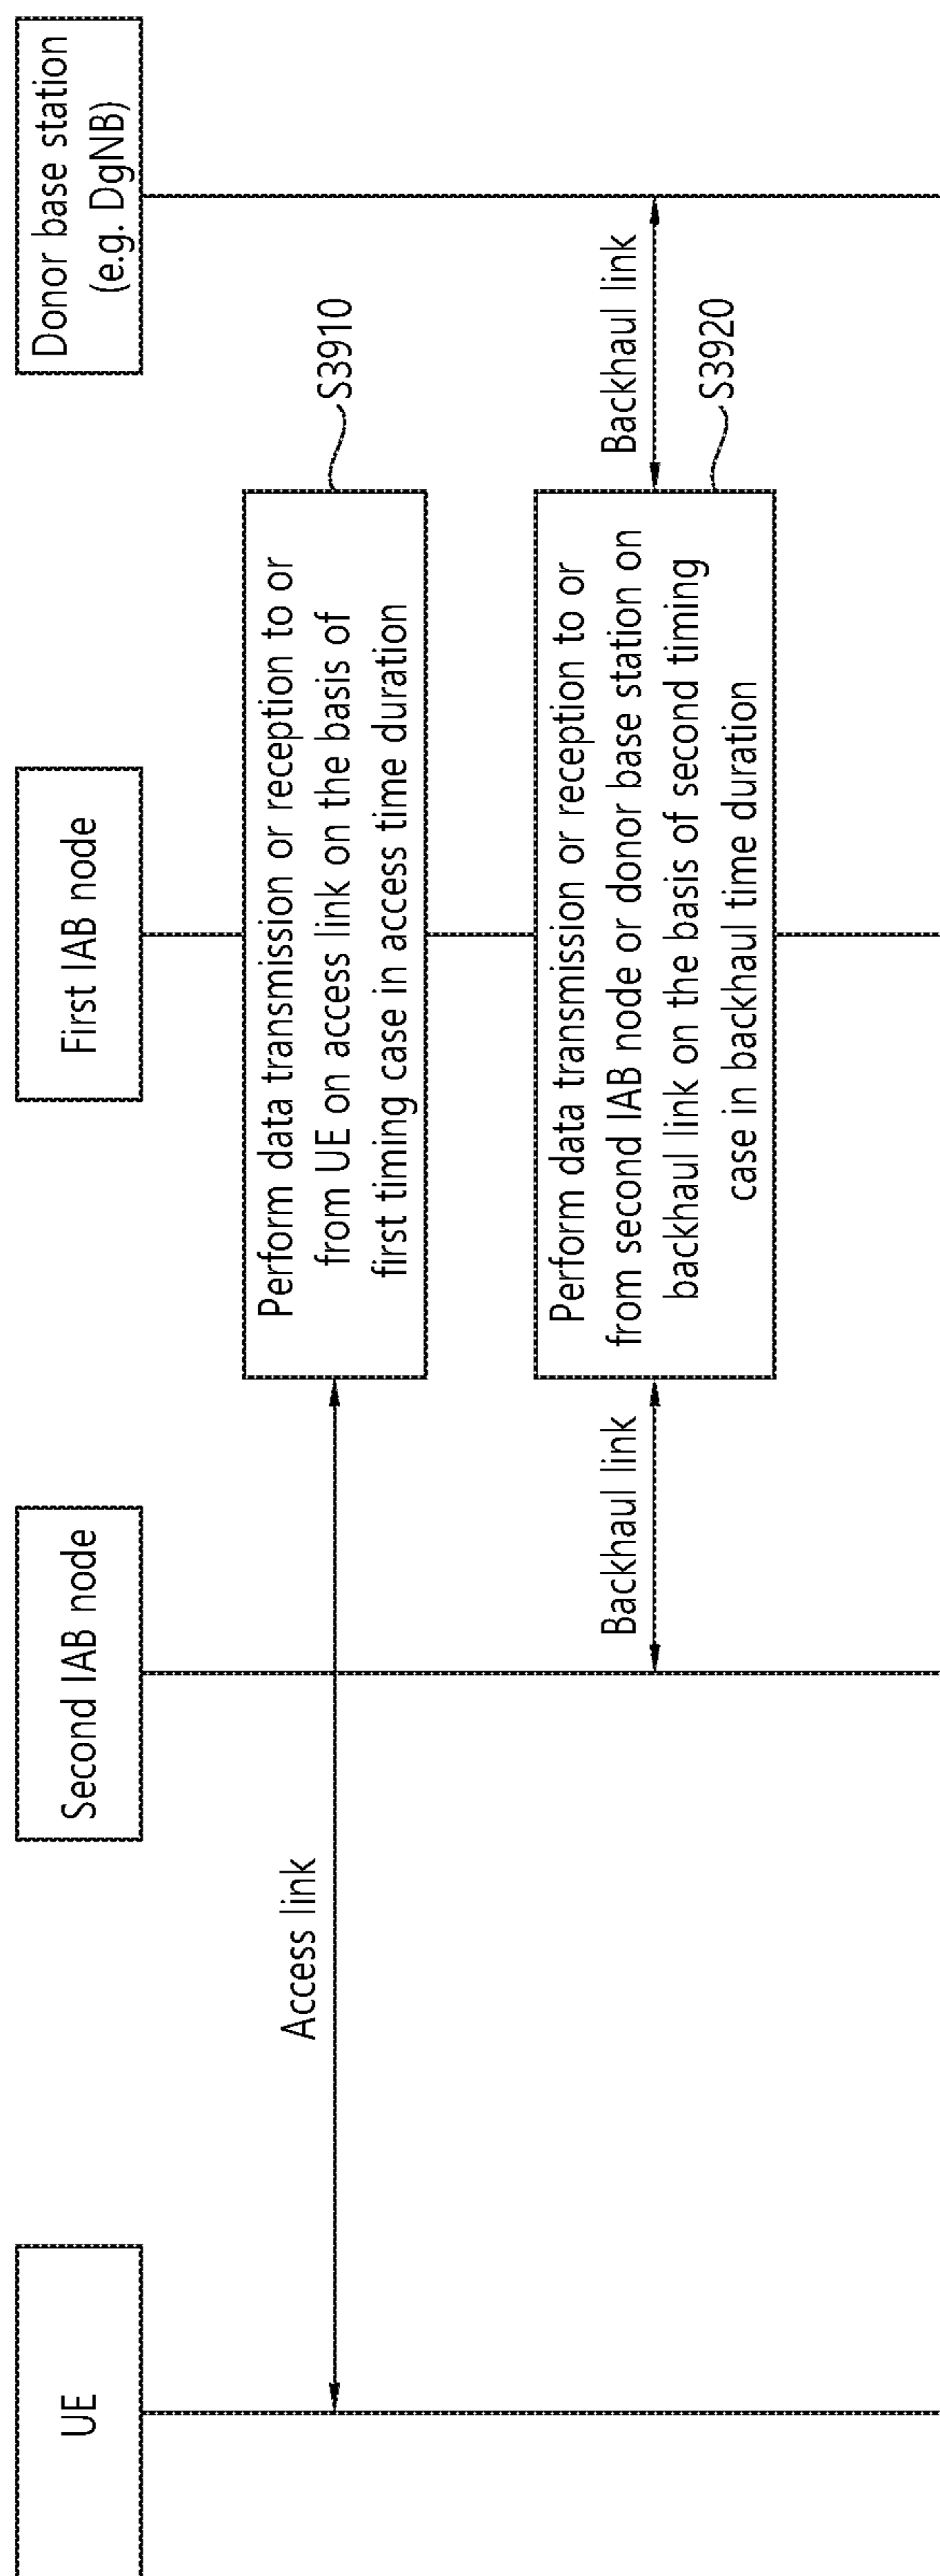 UE
Second IAB node
First IAB node
Donor base station
(e.g. DgNB)
Access link
Perform data transmission or reception to or
from UE on access link on the basis of
first timing case in access time duration
S3910
Backhaul link
Perform data transmission or reception to or
from second IAB node or donor base station on
backhaul link on the basis of second timing
case in backhaul time duration
Backhaul link
S3920